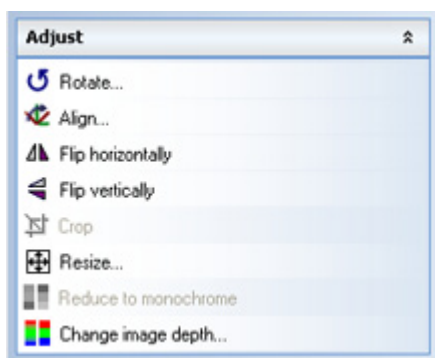 Adjust
Rotate...
Align...
Flip horizontally
Flip vertically
Crop
Resize...
Reduce to monochrome
Change image depth...